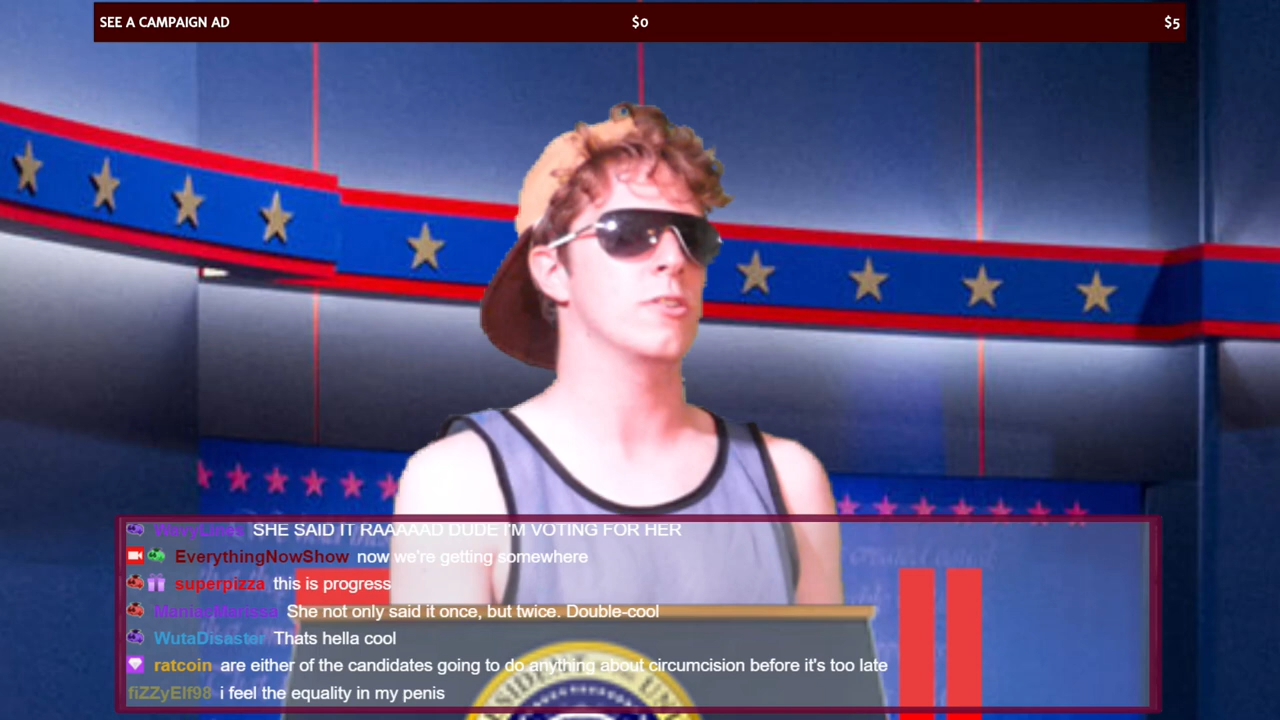 SEE A CAMPAIGN AD $0 $5
WavyLines SHE SAID IT RAAAAAD DUDE I'M VOTING FOR HER
EverythingNowShow now we're getting somewhere
superpizza this is progress
ManiacMerissa She not only said it once, but twice. Double-cool
WutaDisaster Thats hella cool
ratcoin are either of the candidates going to do anything about circumcision before it's too late
fiZZyElf98 i feel the equality in my penis